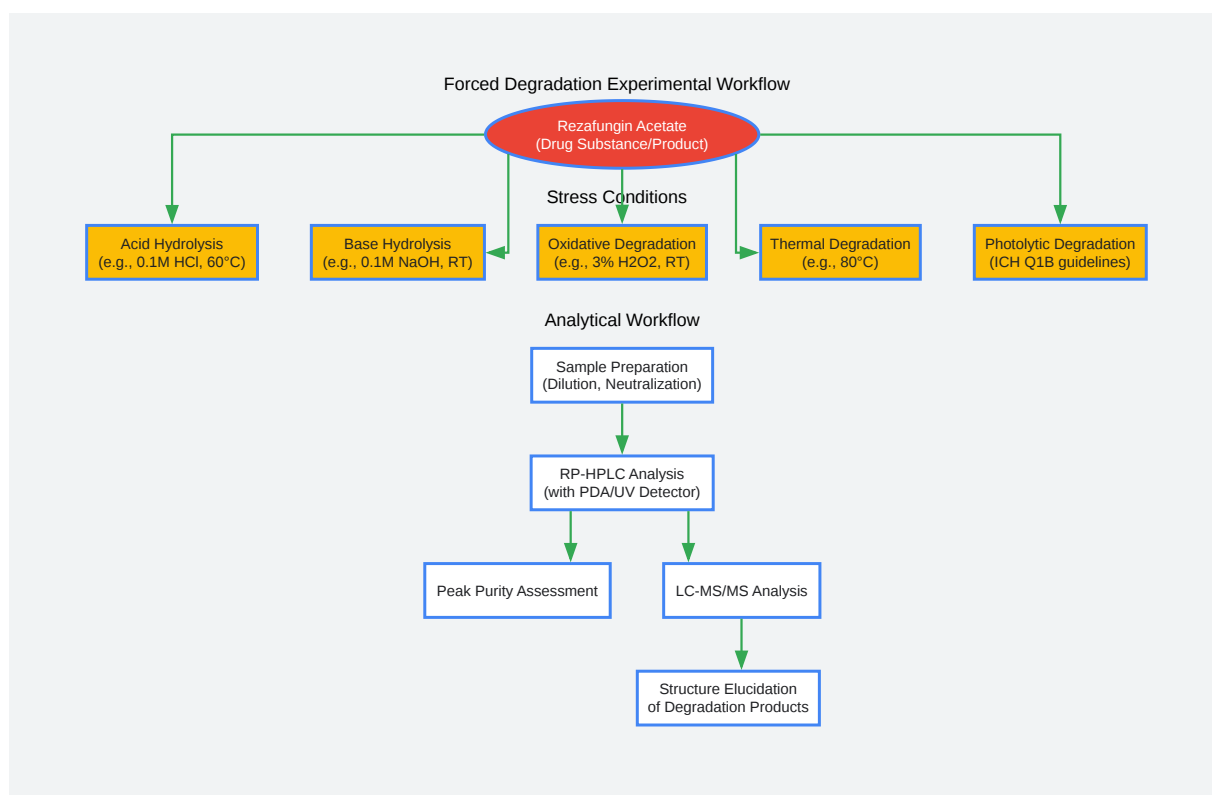 Forced Degradation Experimental Workflow
Rezafungin Acetate
(Drug Substance/Product)
Stress Conditions
Acid Hydrolysis
(e.g., 0.1M HCl, 60°C)
Base Hydrolysis
(e.g., 0.1M NaOH, RT)
Oxidative Degradation
(e.g., 3% H2O2, RT)
Thermal Degradation
(e.g., 80°C)
Photolytic Degradation
(ICH Q1B guidelines)
Analytical Workflow
Sample Preparation
(Dilution, Neutralization)
RP-HPLC Analysis
(with PDA/UV Detector)
Peak Purity Assessment
LC-MS/MS Analysis
Structure Elucidation
of Degradation Products